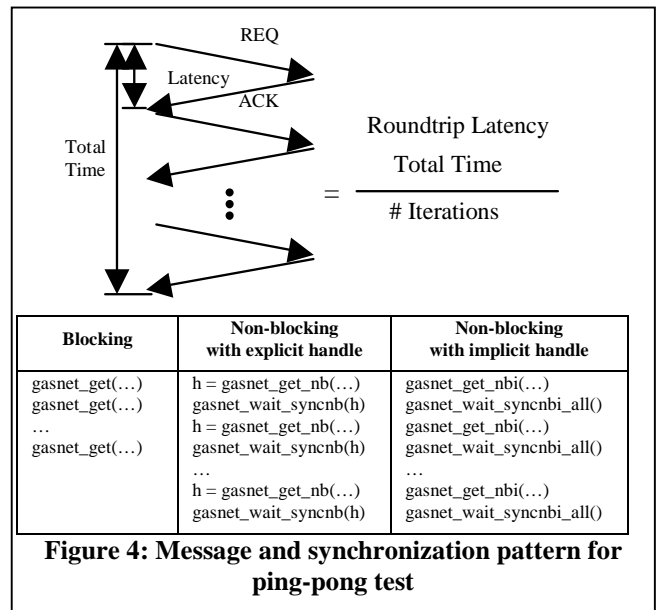 REQ
Latency
ACK
Total
Time
Roundtrip Latency
=
Total Time
# Iterations
Blocking
Non-blocking
with explicit handle
Non-blocking
with implicit handle
gasnet_get(…)
gasnet_get(…)
…
gasnet_get(…)
h = gasnet_get_nb(…)
gasnet_wait_syncnb(h)
h = gasnet_get_nb(…)
gasnet_wait_syncnb(h)
…
h = gasnet_get_nb(…)
gasnet_wait_syncnb(h)
gasnet_get_nbi(…)
gasnet_wait_syncnbi_all()
gasnet_get_nbi(…)
gasnet_wait_syncnbi_all()
…
gasnet_get_nbi(…)
gasnet_wait_syncnbi_all()
Figure 4: Message and synchronization pattern for
ping-pong test